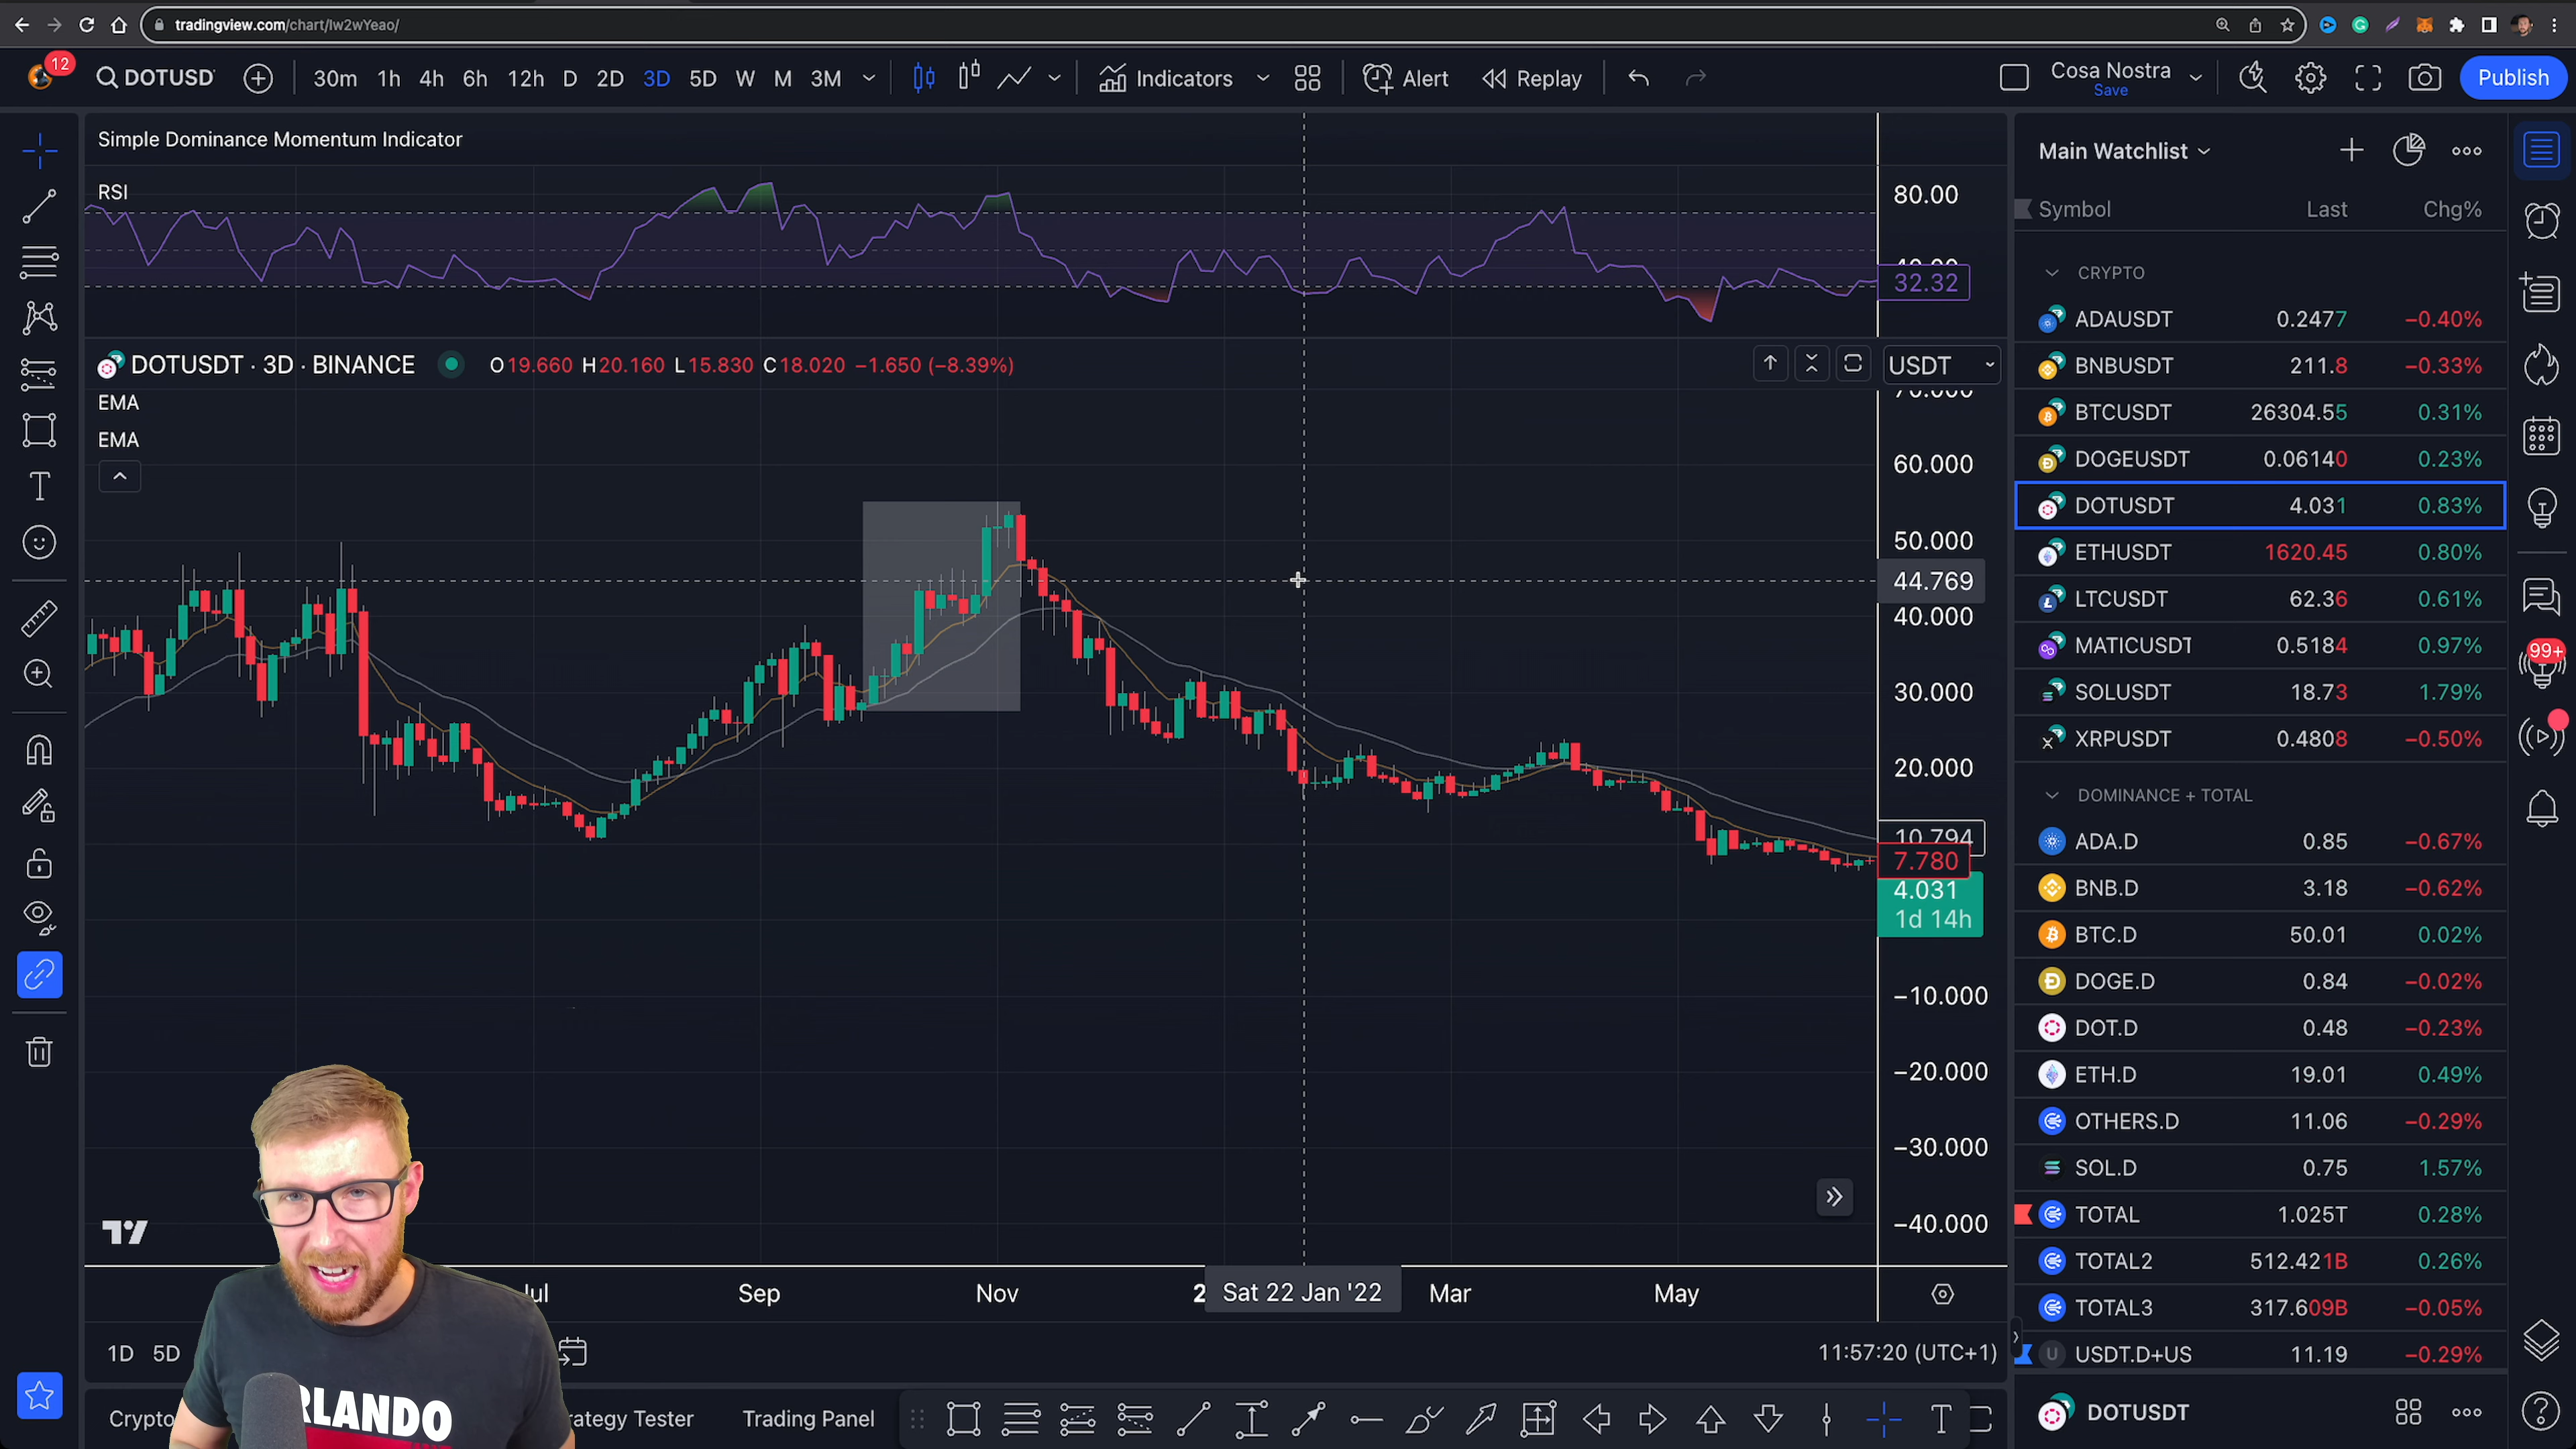 tradingview.com/chart/Iw2wYeao/
12
DOTUSD
30m 1h 4h 6h 12h D 2D 3D 5D W M 3M
Indicators
Alert
Replay
Cosa Nostra
Save
Publish
Simple Dominance Momentum Indicator
RSI
80.00
32.32
DOTUSDT · 3D · BINANCE
O19.660 H20.160 L15.830 C18.020 −1.650 (−8.39%)
USDT
EMA
EMA
60.000
50.000
44.769
40.000
30.000
20.000
10.794
7.780
4.031
1d 14h
−10.000
−20.000
−30.000
−40.000
Sep
Nov
2
Sat 22 Jan '22
Mar
May
1D 5D
11:57:20 (UTC+1)
Crypto
rategy Tester
Trading Panel
RLANDO
Main Watchlist
Symbol Last Chg%
CRYPTO
ADAUSDT 0.2477 −0.40%
BNBUSDT 211.8 −0.33%
BTCUSDT 26304.55 0.31%
DOGEUSDT 0.06140 0.23%
DOTUSDT 4.031 0.83%
ETHUSDT 1620.45 0.80%
LTCUSDT 62.36 0.61%
MATICUSDT 0.5184 0.97%
SOLUSDT 18.73 1.79%
XRPUSDT 0.4808 −0.50%
DOMINANCE + TOTAL
ADA.D 0.85 −0.67%
BNB.D 3.18 −0.62%
BTC.D 50.01 0.02%
DOGE.D 0.84 −0.02%
DOT.D 0.48 −0.23%
ETH.D 19.01 0.49%
OTHERS.D 11.06 −0.29%
SOL.D 0.75 1.57%
TOTAL 1.025T 0.28%
TOTAL2 512.421B 0.26%
TOTAL3 317.609B −0.05%
USDT.D+US 11.19 −0.29%
DOTUSDT
99+